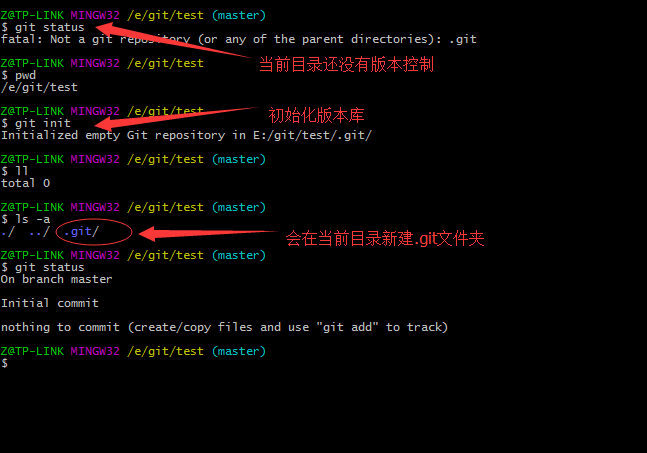 Z@TP-LINK MINGW32 /e/git/test (master)
$ git status
fatal: Not a git repository (or any of the parent directories): .git
当前目录还没有版本控制
Z@TP-LINK MINGW32 /e/git/test
$ pwd
/e/git/test
Z@TP-LINK MINGW32 /e/git/test
$ git init
初始化版本库
Initialized empty Git repository in E:/git/test/.git/
Z@TP-LINK MINGW32 /e/git/test (master)
$ ll
total 0
Z@TP-LINK MINGW32 /e/git/test (master)
$ ls -a
./ ../ .git/
会在当前目录新建.git文件夹
Z@TP-LINK MINGW32 /e/git/test (master)
$ git status
On branch master
Initial commit
nothing to commit (create/copy files and use "git add" to track)
Z@TP-LINK MINGW32 /e/git/test (master)
$